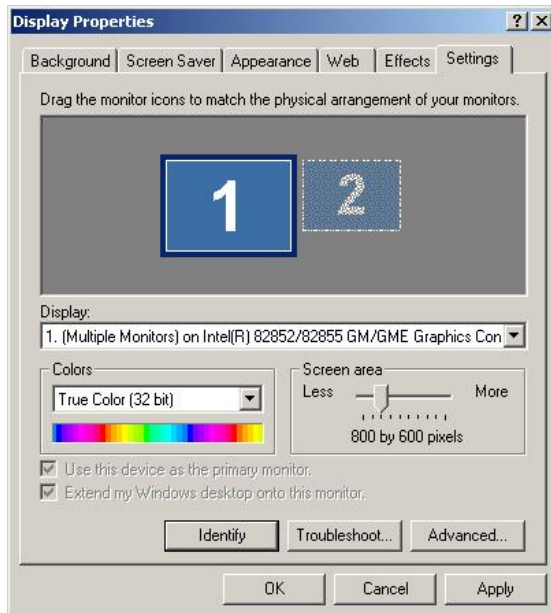 Display Properties
Background Screen Saver Appearance Web Effects Settings
Drag the monitor icons to match the physical arrangement of your monitors.
1 2
Display:
1. (Multiple Monitors) on Intel(R) 82852/82855 GM/GME Graphics Con
Colors Screen area
True Color (32 bit) Less More
800 by 600 pixels
Use this device as the primary monitor.
Extend my Windows desktop onto this monitor.
Identify Troubleshoot... Advanced...
OK Cancel Apply